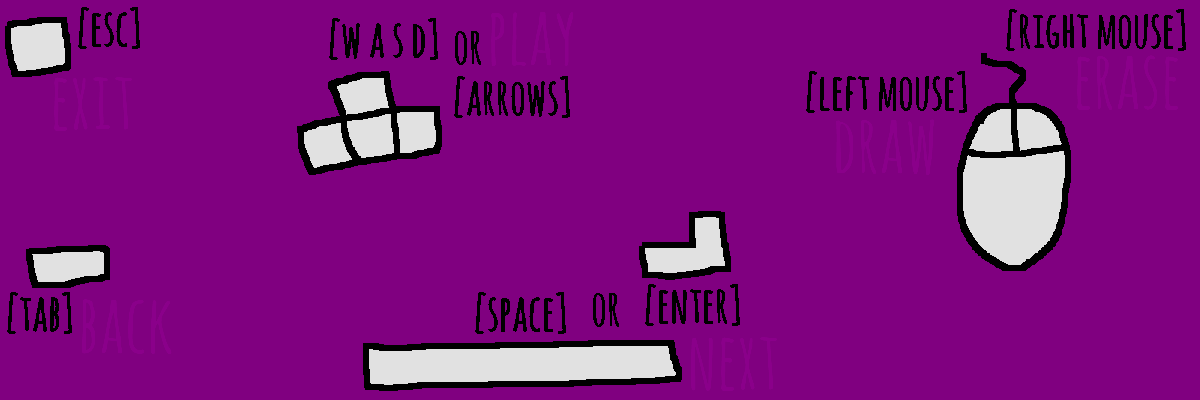 [ESC]
EXIT
[W A S D] OR PLAY
[ARROWS]
[RIGHT MOUSE]
ERASE
[LEFT MOUSE]
DRAW
[TAB] BACK
[SPACE] OR [ENTER]
NEXT